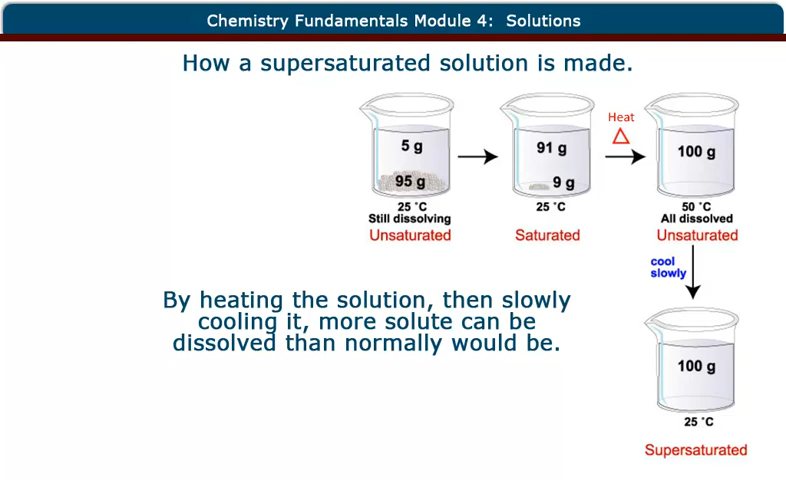 Chemistry Fundamentals Module 4: Solutions
How a supersaturated solution is made.
5 g
95 g
25 °C
Still dissolving
Unsaturated
91 g
9 g
25 °C
Saturated
Heat
100 g
50 °C
All dissolved
Unsaturated
cool
slowly
By heating the solution, then slowly
cooling it, more solute can be
dissolved than normally would be.
100 g
25 °C
Supersaturated